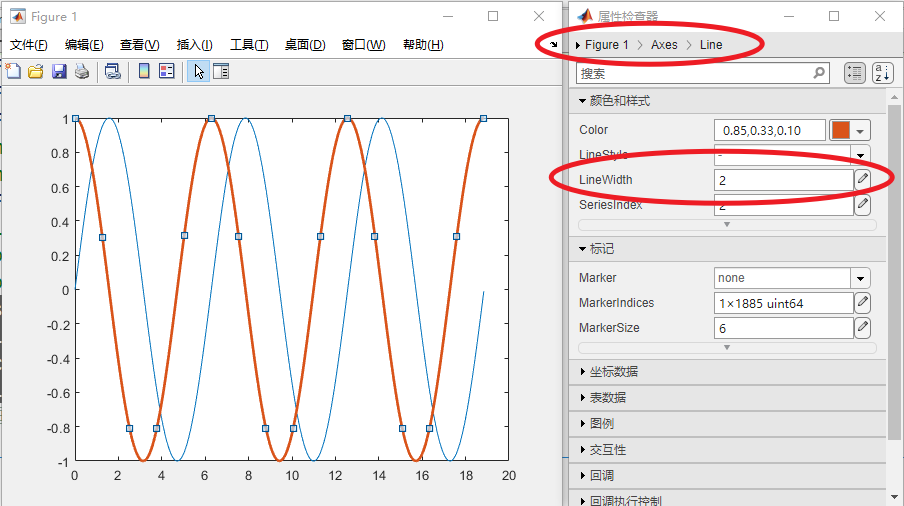 Figure 1
文件(F) 编辑(E) 查看(V) 插入(I) 工具(T) 桌面(D) 窗口(W) 帮助(H)
1
0.8
0.6
0.4
0.2
0
-0.2
-0.4
-0.6
-0.8
-1
0 2 4 6 8 10 12 14 16 18 20
属性检查器
Figure 1 Axes Line
搜索
颜色和样式
Color 0.85,0.33,0.10
LineStyle -
LineWidth 2
SeriesIndex 2
标记
Marker none
MarkerIndices 1×1885 uint64
MarkerSize 6
坐标数据
表数据
图例
交互性
回调
回调执行控制